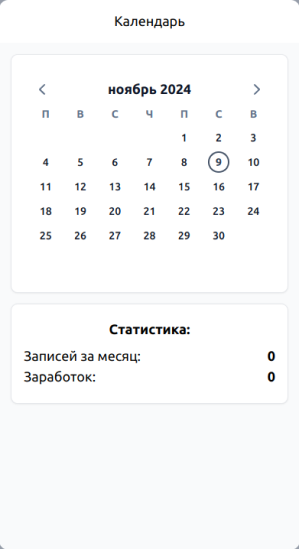 Календарь
ноябрь 2024
П В С Ч П С В
1 2 3
4 5 6 7 8 9 10
11 12 13 14 15 16 17
18 19 20 21 22 23 24
25 26 27 28 29 30
Статистика:
Записей за месяц: 0
Заработок: 0